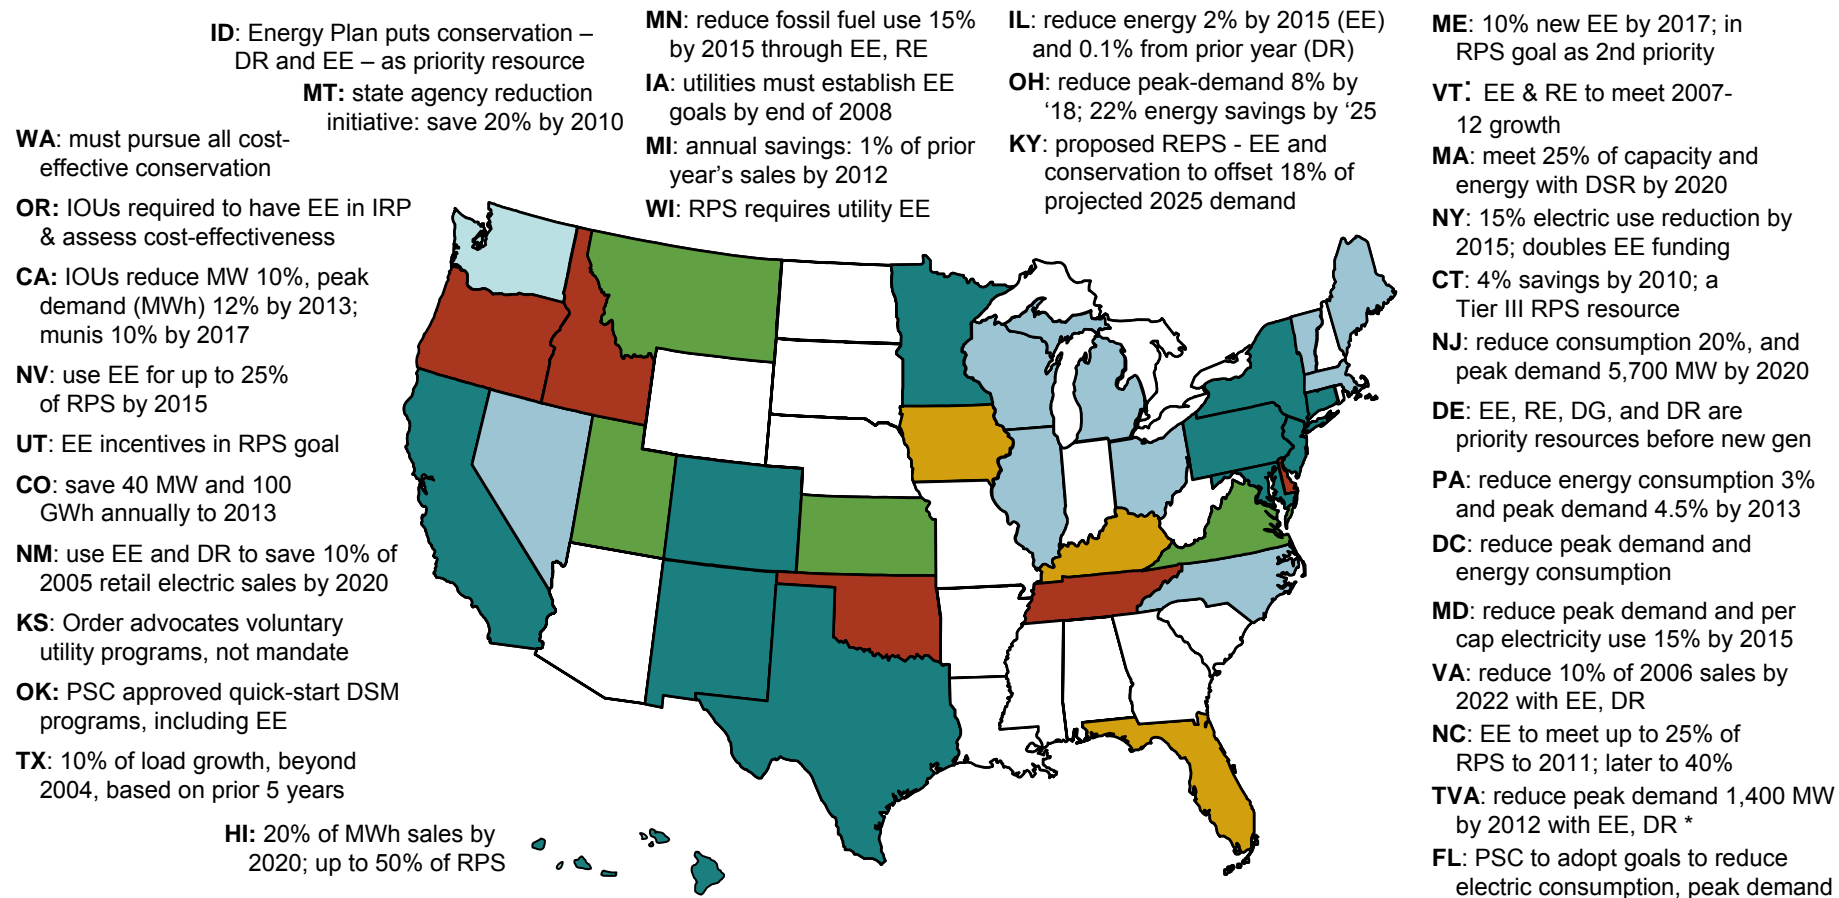 ID: Energy Plan puts conservation –
DR and EE – as priority resource
MT: state agency reduction
initiative: save 20% by 2010
WA: must pursue all cost-
effective conservation
OR: IOUs required to have EE in IRP
& assess cost-effectiveness
CA: IOUs reduce MW 10%, peak
demand (MWh) 12% by 2013;
munis 10% by 2017
NV: use EE for up to 25%
of RPS by 2015
UT: EE incentives in RPS goal
CO: save 40 MW and 100
GWh annually to 2013
NM: use EE and DR to save 10% of
2005 retail electric sales by 2020
KS: Order advocates voluntary
utility programs, not mandate
OK: PSC approved quick-start DSM
programs, including EE
TX: 10% of load growth, beyond
2004, based on prior 5 years
HI: 20% of MWh sales by
2020; up to 50% of RPS
MN: reduce fossil fuel use 15%
by 2015 through EE, RE
IA: utilities must establish EE
goals by end of 2008
MI: annual savings: 1% of prior
year’s sales by 2012
WI: RPS requires utility EE
IL: reduce energy 2% by 2015 (EE)
and 0.1% from prior year (DR)
OH: reduce peak-demand 8% by
‘18; 22% energy savings by ‘25
KY: proposed REPS - EE and
conservation to offset 18% of
projected 2025 demand
ME: 10% new EE by 2017; in
RPS goal as 2nd priority
VT: EE & RE to meet 2007-
12 growth
MA: meet 25% of capacity and
energy with DSR by 2020
NY: 15% electric use reduction by
2015; doubles EE funding
CT: 4% savings by 2010; a
Tier III RPS resource
NJ: reduce consumption 20%, and
peak demand 5,700 MW by 2020
DE: EE, RE, DG, and DR are
priority resources before new gen
PA: reduce energy consumption 3%
and peak demand 4.5% by 2013
DC: reduce peak demand and
energy consumption
MD: reduce peak demand and per
cap electricity use 15% by 2015
VA: reduce 10% of 2006 sales by
2022 with EE, DR
NC: EE to meet up to 25% of
RPS to 2011; later to 40%
TVA: reduce peak demand 1,400 MW
by 2012 with EE, DR *
FL: PSC to adopt goals to reduce
electric consumption, peak demand